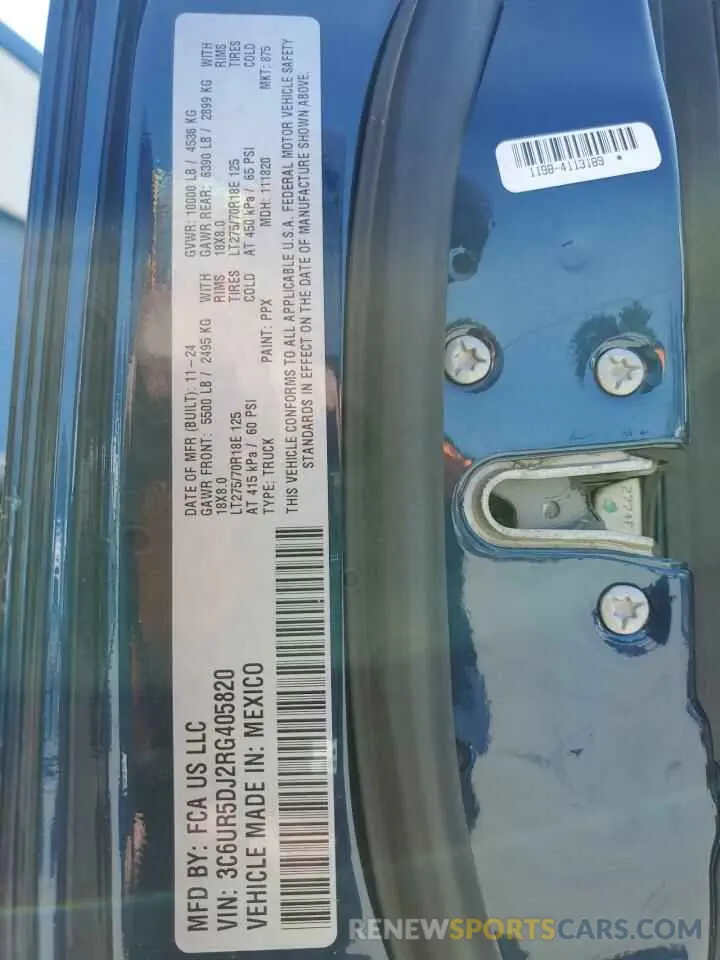 MFD BY: FCA US LLC
VIN: 3C6UR5DJ2RG405820
VEHICLE MADE IN: MEXICO
DATE OF MFR (BUILT): 11-24
GVWR: 10000 LB / 4536 KG
GAWR FRONT: 5500 LB / 2495 KG WITH
GAWR REAR: 6390 LB / 2899 KG WITH
18X8.0 RIMS
18X8.0 RIMS
LT275/70R18E 125 TIRES
LT275/70R18E 125 TIRES
AT 415 kPa / 60 PSI COLD
AT 450 kPa / 65 PSI COLD
TYPE: TRUCK PAINT: PPX MDH: 111820 MKT: 875
THIS VEHICLE CONFORMS TO ALL APPLICABLE U.S.A. FEDERAL MOTOR VEHICLE SAFETY
STANDARDS IN EFFECT ON THE DATE OF MANUFACTURE SHOWN ABOVE.
1198-4113189 *
RENEWSPORTSCARS.COM